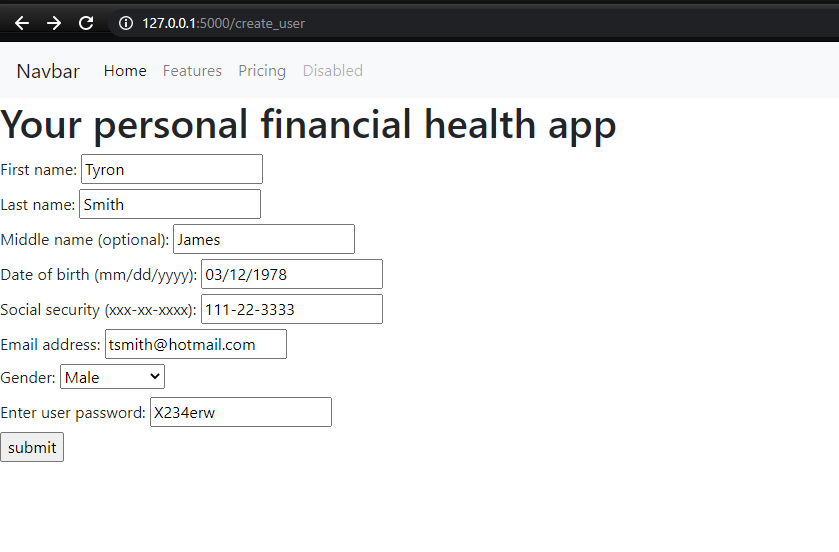 127.0.0.1:5000/create_user
Navbar Home Features Pricing Disabled
Your personal financial health app
First name: Tyron
Last name: Smith
Middle name (optional): James
Date of birth (mm/dd/yyyy): 03/12/1978
Social security (xxx-xx-xxxx): 111-22-3333
Email address: tsmith@hotmail.com
Gender: Male
Enter user password: X234erw
submit